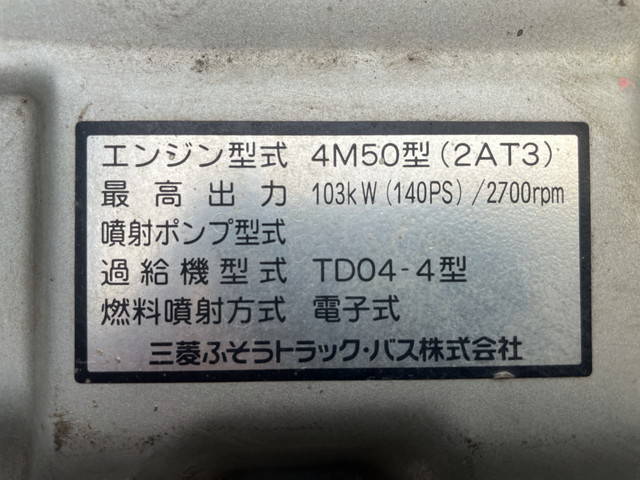 エンジン型式 4M50型(2AT3)
最高出力 103kW(140PS)/2700rpm
噴射ポンプ型式
過給機型式 TD04-4型
燃料噴射方式 電子式
三菱ふそうトラック・バス株式会社